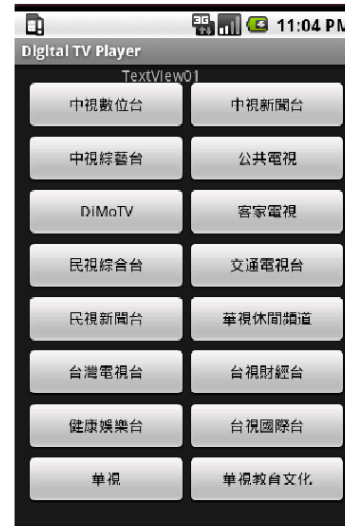 3G 11:04 PM
Digital TV Player
TextView01
中視數位台 中視新聞台
中視綜藝台 公共電視
DiMoTV 客家電視
民視綜合台 交通電視台
民視新聞台 華視休閒頻道
台灣電視台 台視財經台
健康娛樂台 台視國際台
華視 華視教育文化